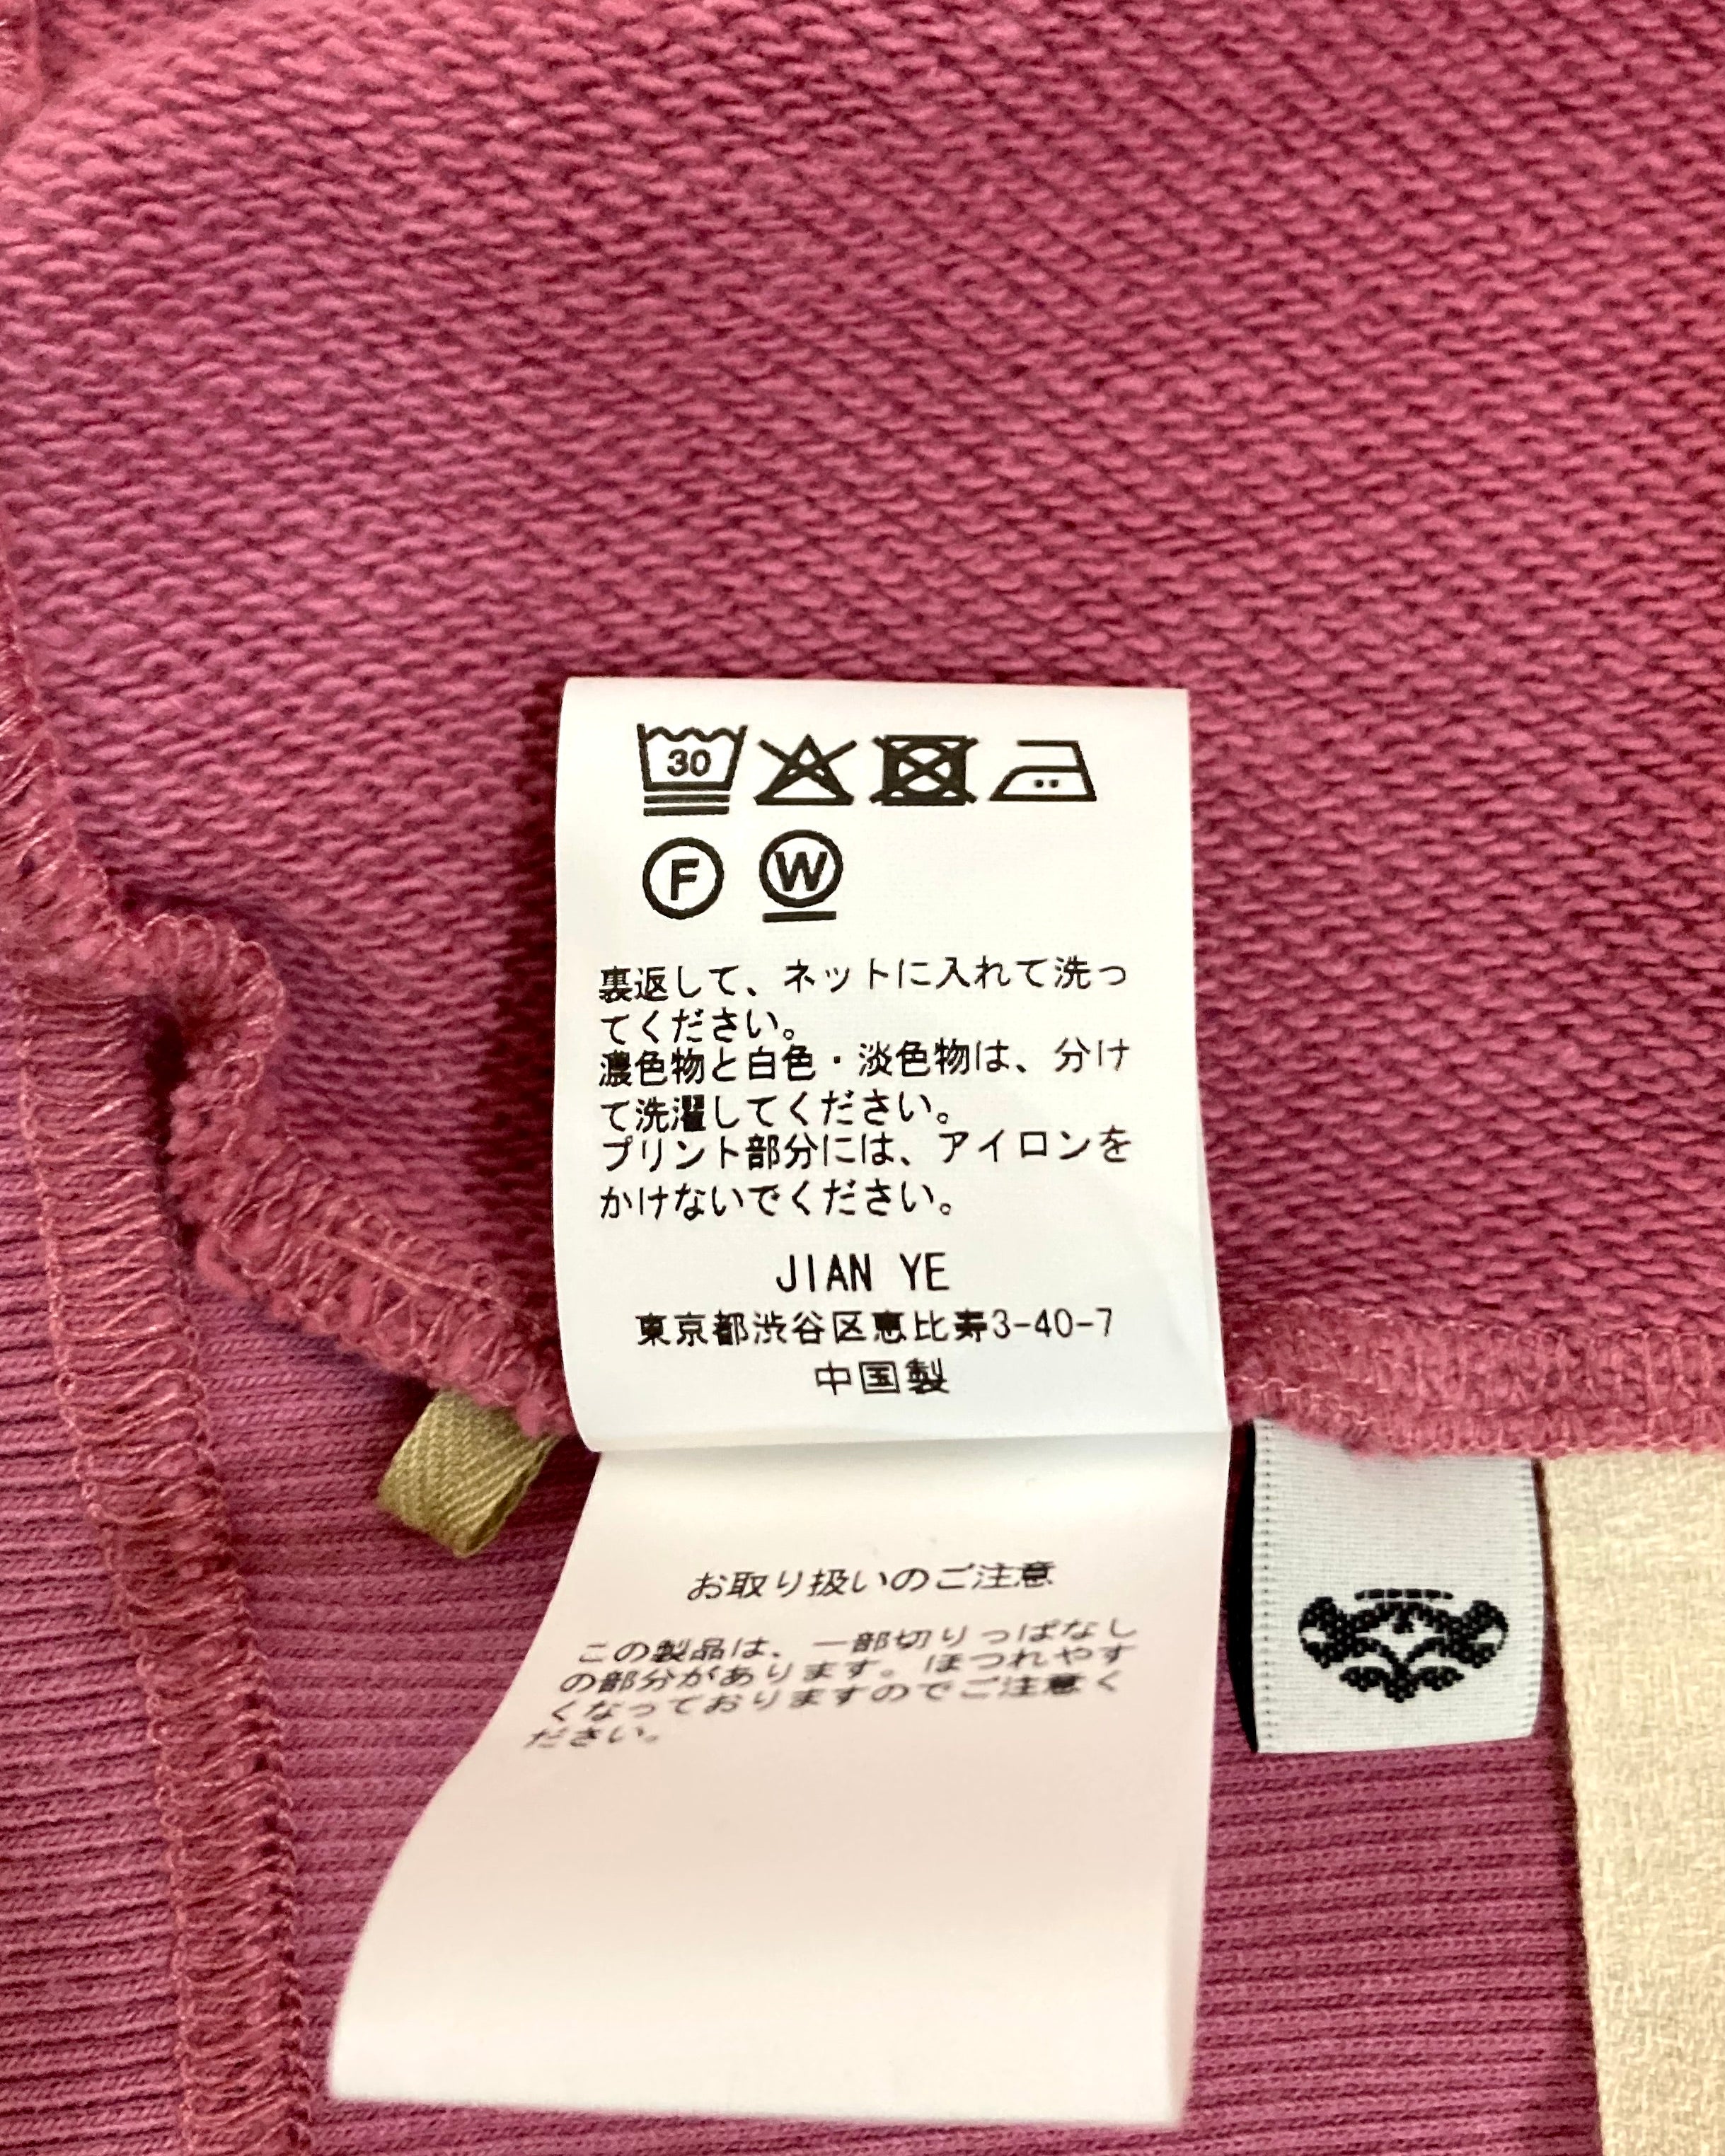 30
F W
裏返して、ネットに入れて洗っ
てください。
濃色物と白色・淡色物は、分け
て洗濯してください。
プリント部分には、アイロンを
かけないでください。
JIAN YE
東京都渋谷区恵比寿3-40-7
中国製
お取り扱いのご注意
この製品は、一部切りっぱなし
の部分があります。ほつれやす
くなっておりますのでご注意く
ださい。